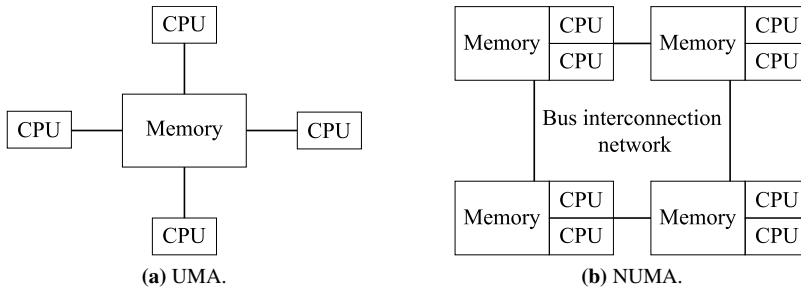 CPU
CPU
Memory
CPU
CPU
(a) UMA.
Memory
CPU
CPU
Memory
CPU
CPU
Bus interconnection
network
Memory
CPU
CPU
Memory
CPU
CPU
(b) NUMA.